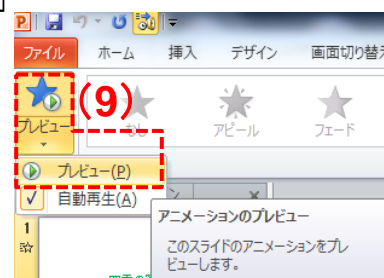 ファイル ホーム 挿入 デザイン 画面切り替え
(9)
プレビュー なし アピール フェード
プレビュー(P)
自動再生(A)
アニメーションのプレビュー
1
このスライドのアニメーションをプレ
ビューします。